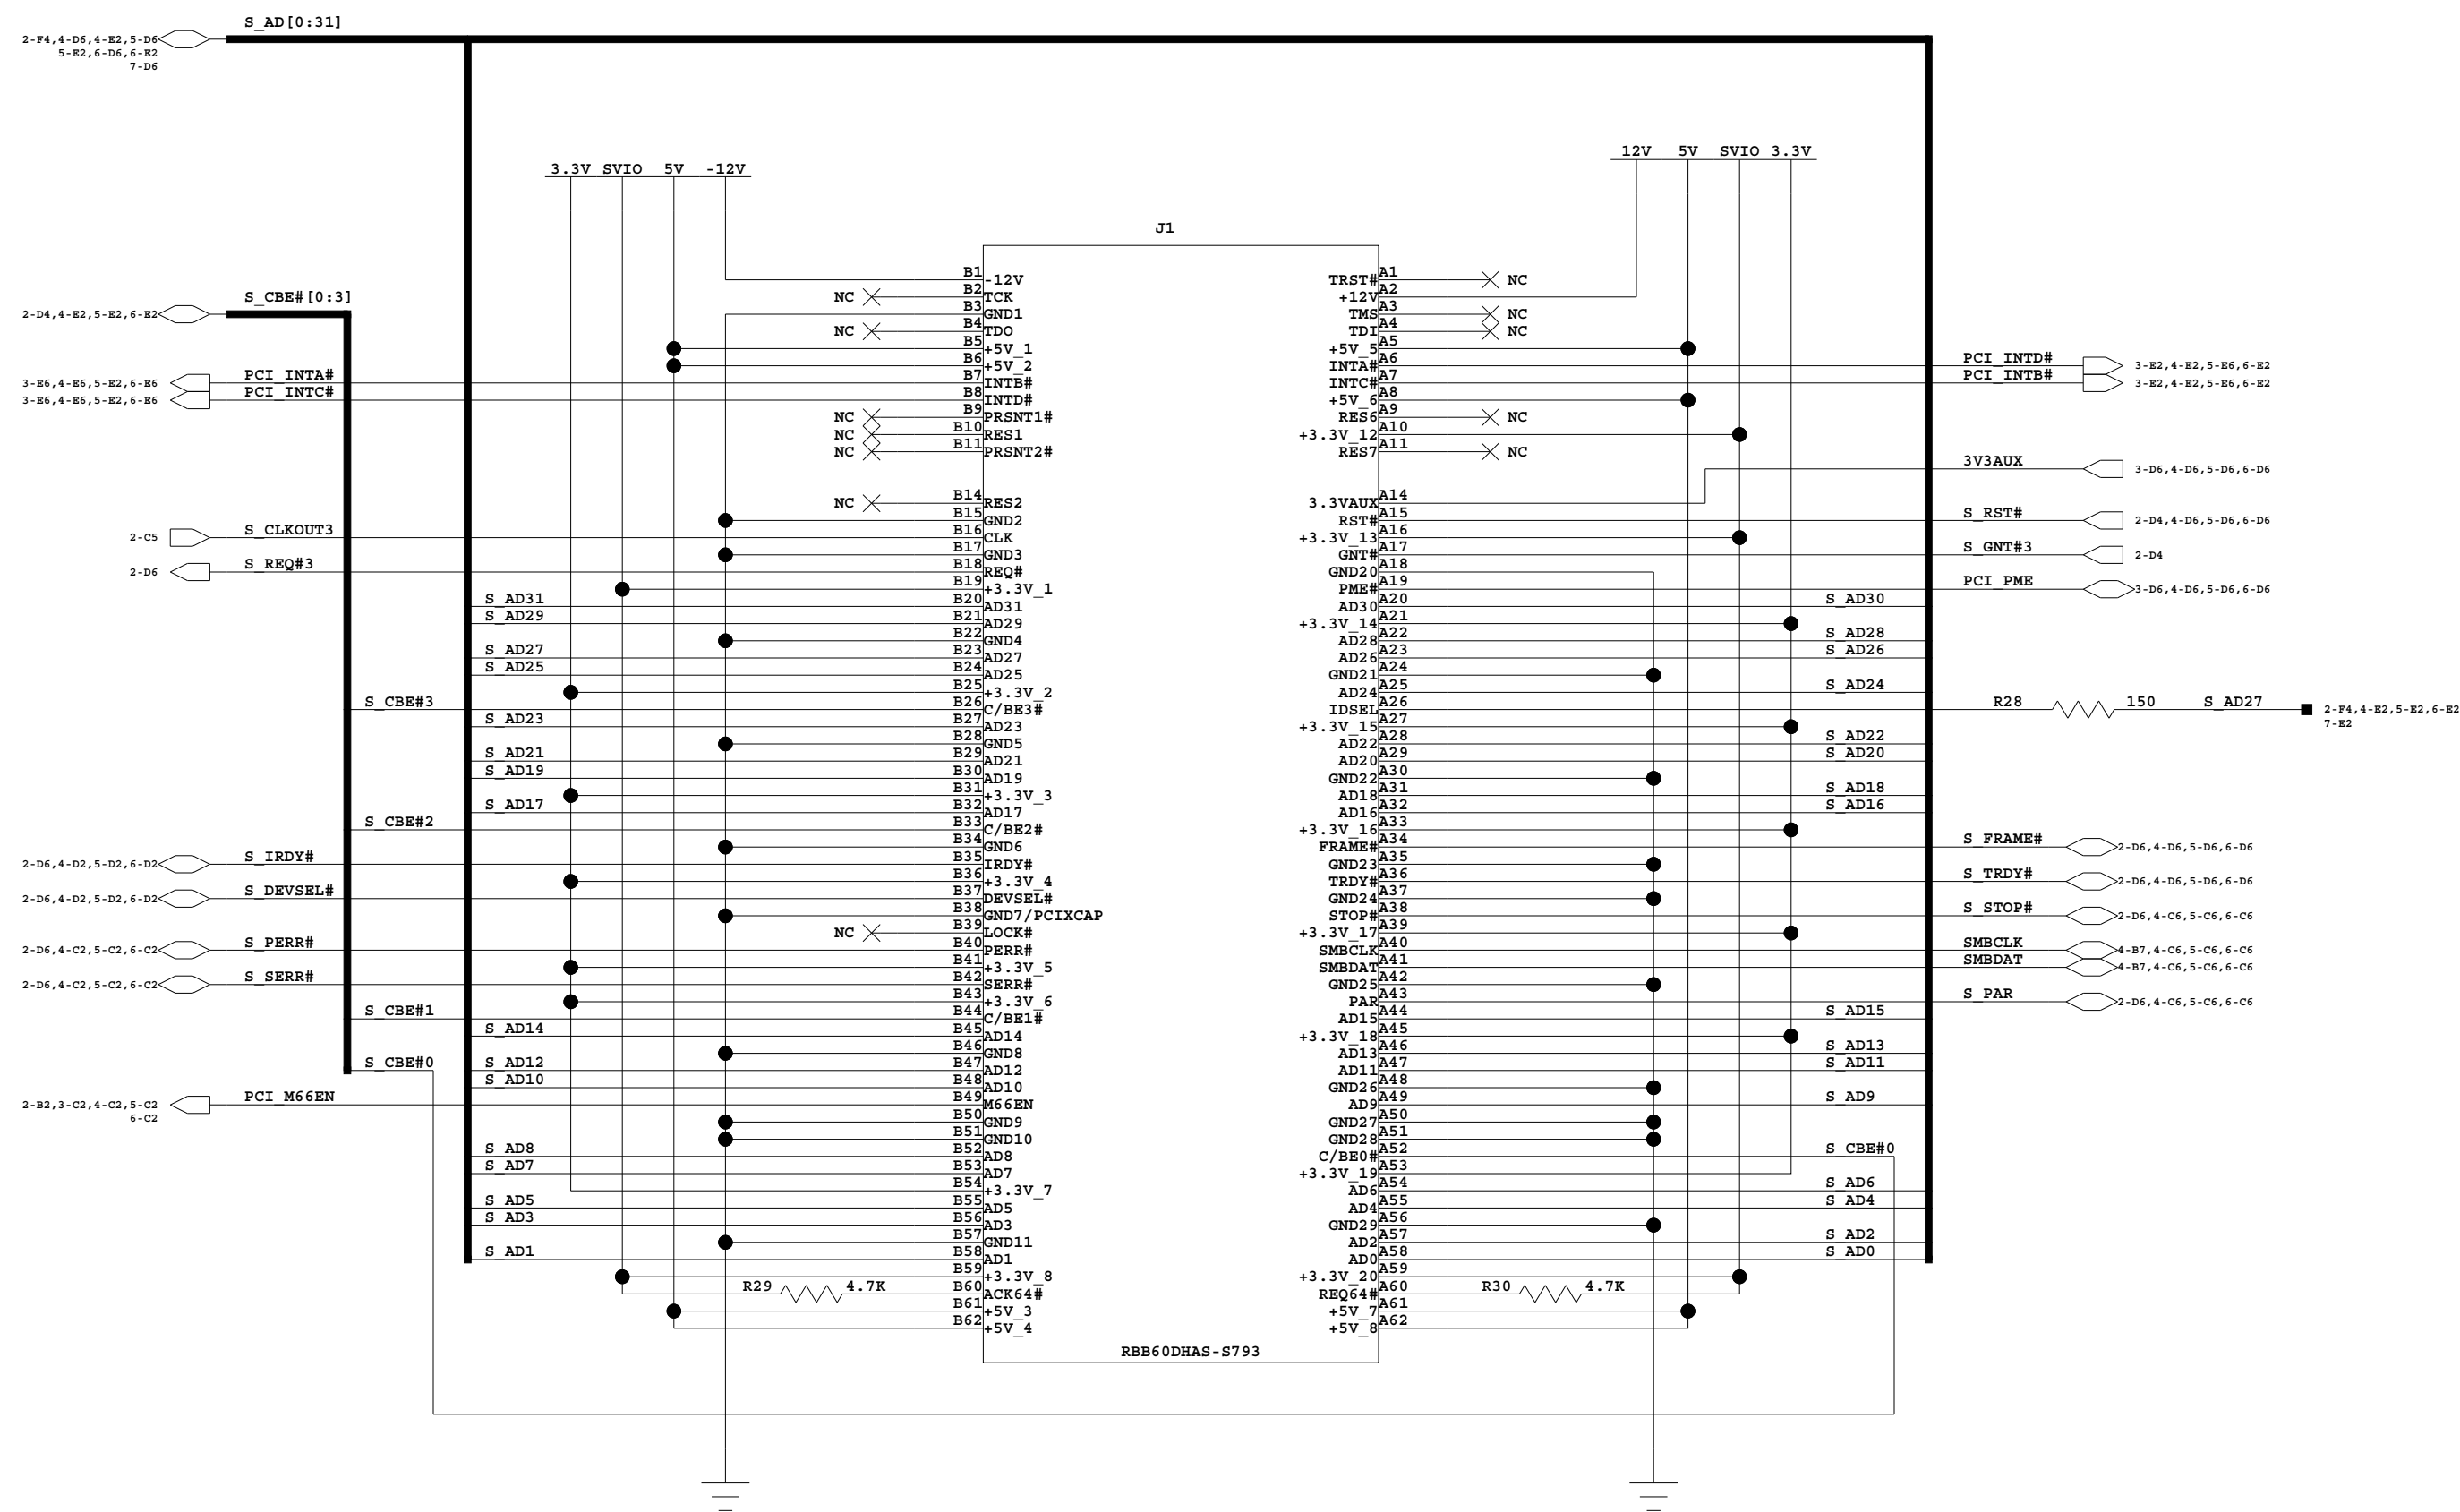 S_AD[0:31]
2-F4,4-D6,4-E2,5-D6
5-E2,6-D6,6-E2
7-D6
3.3V SVIO 5V -12V
12V 5V SVIO 3.3V
J1
S_CBE#[0:3]
2-D4,4-E2,5-E2,6-E2
B1 -12V TRST# A1 NC
NC B2 TCK +12V A2
B3 GND1 TMS A3 NC
NC B4 TDO TDI A4 NC
B5 +5V_1 +5V_5 A5
B6 +5V_2 INTA# A6 PCI_INTD# 3-E2,4-E2,5-E6,6-E2
3-E6,4-E6,5-E2,6-E6 PCI_INTA# B7 INTB# INTC# A7 PCI_INTB# 3-E2,4-E2,5-E6,6-E2
3-E6,4-E6,5-E2,6-E6 PCI_INTC# B8 INTD# +5V_6 A8
NC B9 PRSNT1# RES6 A9 NC
NC B10 RES1 +3.3V_12 A10
NC B11 PRSNT2# RES7 A11 NC
3V3AUX 3-D6,4-D6,5-D6,6-D6
NC B14 RES2 3.3VAUX A14
B15 GND2 RST# A15 S_RST# 2-D4,4-D6,5-D6,6-D6
2-C5 S_CLKOUT3 B16 CLK +3.3V_13 A16
B17 GND3 GNT# A17 S_GNT#3 2-D4
2-D6 S_REQ#3 B18 REQ# GND20 A18
B19 +3.3V_1 PME# A19 PCI_PME 3-D6,4-D6,5-D6,6-D6
S_AD31 B20 AD31 AD30 A20 S_AD30
S_AD29 B21 AD29 +3.3V_14 A21
B22 GND4 AD28 A22 S_AD28
S_AD27 B23 AD27 AD26 A23 S_AD26
S_AD25 B24 AD25 GND21 A24
B25 +3.3V_2 AD24 A25 S_AD24
S_CBE#3 B26 C/BE3# IDSEL A26 R28 150 S_AD27 2-F4,4-E2,5-E2,6-E2
7-E2
S_AD23 B27 AD23 +3.3V_15 A27
B28 GND5 AD22 A28 S_AD22
S_AD21 B29 AD21 AD20 A29 S_AD20
S_AD19 B30 AD19 GND22 A30
B31 +3.3V_3 AD18 A31 S_AD18
S_AD17 B32 AD17 AD16 A32 S_AD16
S_CBE#2 B33 C/BE2# +3.3V_16 A33
B34 GND6 FRAME# A34 S_FRAME# 2-D6,4-D6,5-D6,6-D6
2-D6,4-D2,5-D2,6-D2 S_IRDY# B35 IRDY# GND23 A35
B36 +3.3V_4 TRDY# A36 S_TRDY# 2-D6,4-D6,5-D6,6-D6
2-D6,4-D2,5-D2,6-D2 S_DEVSEL# B37 DEVSEL# GND24 A37
B38 GND7/PCIXCAP STOP# A38 S_STOP# 2-D6,4-C6,5-C6,6-C6
NC B39 LOCK# +3.3V_17 A39
2-D6,4-C2,5-C2,6-C2 S_PERR# B40 PERR# SMBCLK A40 SMBCLK 4-B7,4-C6,5-C6,6-C6
B41 +3.3V_5 SMBDAT A41 SMBDAT 4-B7,4-C6,5-C6,6-C6
2-D6,4-C2,5-C2,6-C2 S_SERR# B42 SERR# GND25 A42
B43 +3.3V_6 PAR A43 S_PAR 2-D6,4-C6,5-C6,6-C6
S_CBE#1 B44 C/BE1# AD15 A44 S_AD15
S_AD14 B45 AD14 +3.3V_18 A45
B46 GND8 AD13 A46 S_AD13
S_CBE#0 S_AD12 B47 AD12 AD11 A47 S_AD11
S_AD10 B48 AD10 GND26 A48
2-B2,3-C2,4-C2,5-C2 PCI_M66EN B49 M66EN AD9 A49 S_AD9
6-C2
B50 GND9 GND27 A50
B51 GND10 GND28 A51
S_AD8 B52 AD8 C/BE0# A52 S_CBE#0
S_AD7 B53 AD7 +3.3V_19 A53
B54 +3.3V_7 AD6 A54 S_AD6
S_AD5 B55 AD5 AD4 A55 S_AD4
S_AD3 B56 AD3 GND29 A56
B57 GND11 AD2 A57 S_AD2
S_AD1 B58 AD1 AD0 A58 S_AD0
B59 +3.3V_8 +3.3V_20 A59
R29 4.7K B60 ACK64# REQ64# A60 R30 4.7K
B61 +5V_3 +5V_7 A61
B62 +5V_4 +5V_8 A62
RBB60DHAS-S793